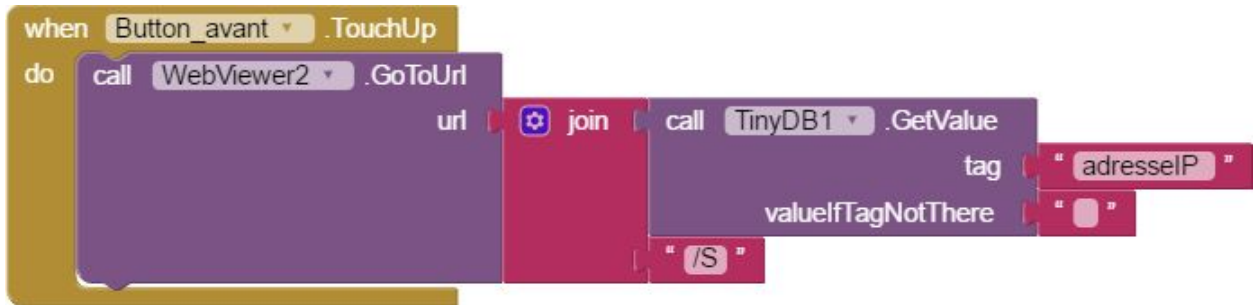 when Button_avant .TouchUp
do call WebViewer2 .GoToUrl
url join call TinyDB1 .GetValue
tag “ adresseIP ”
valueIfTagNotThere “ ”
“ /S ”